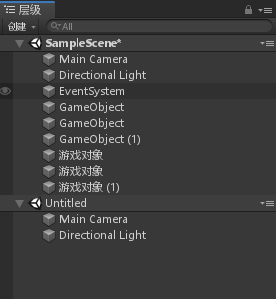 层级
创建 All
SampleScene*
Main Camera
Directional Light
EventSystem
GameObject
GameObject
GameObject (1)
游戏对象
游戏对象
游戏对象 (1)
Untitled
Main Camera
Directional Light